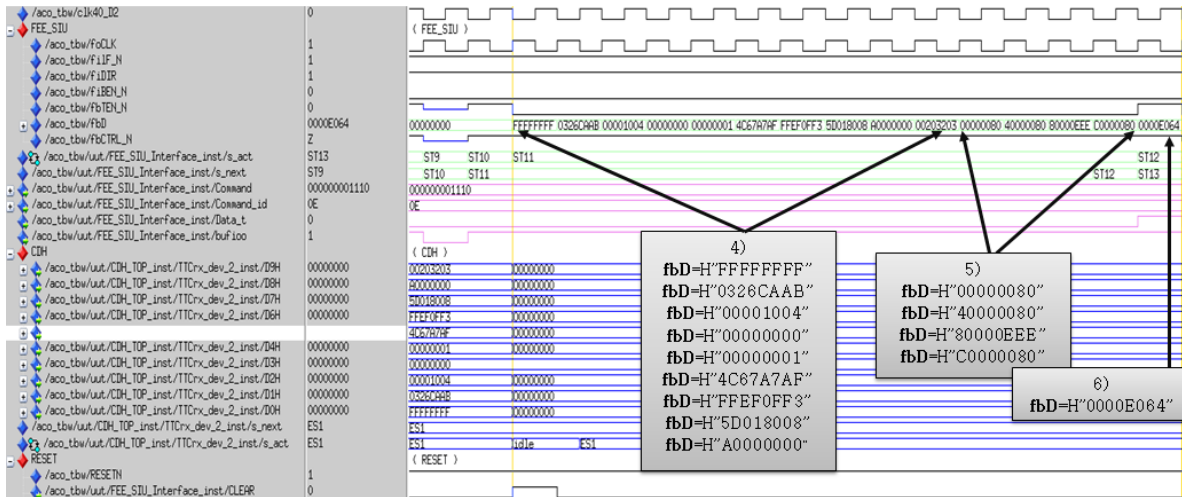 /aco_tbw/clk40_D2 0
FEE_SIU ( FEE_SIU )
/aco_tbw/foCLK 1
/aco_tbw/fiLF_N 1
/aco_tbw/fiDIR 1
/aco_tbw/fiBEN_N 0
/aco_tbw/fbTEN_N 0
/aco_tbw/fbD 0000E064 00000000 FFFFFFFF 0326CAAB 00001004 00000000 00000001 4C67A7AF FFEF0FF3 5D018008 A0000000 00203203 00000080 40000080 80000EEE C0000080 0000E064
/aco_tbw/fbCTRL_N Z
/aco_tbw/uut/FEE_SIU_Interface_inst/s_act ST13 ST9 ST10 ST11 ST12
/aco_tbw/uut/FEE_SIU_Interface_inst/s_next ST9 ST10 ST11 ST12 ST13
/aco_tbw/uut/FEE_SIU_Interface_inst/Command 000000001110 000000001110
/aco_tbw/uut/FEE_SIU_Interface_inst/Command_id 0E 0E
/aco_tbw/uut/FEE_SIU_Interface_inst/Data_t 0
/aco_tbw/uut/FEE_SIU_Interface_inst/bufioo 1
CDH ( CDH )
/aco_tbw/uut/CDH_TOP_inst/TTCrx_dev_2_inst/D9H 00000000 00203203 00000000
/aco_tbw/uut/CDH_TOP_inst/TTCrx_dev_2_inst/D8H 00000000 A0000000 00000000
/aco_tbw/uut/CDH_TOP_inst/TTCrx_dev_2_inst/D7H 00000000 5D018008 00000000
/aco_tbw/uut/CDH_TOP_inst/TTCrx_dev_2_inst/D6H 00000000 FFEF0FF3 00000000
4C67A7AF
/aco_tbw/uut/CDH_TOP_inst/TTCrx_dev_2_inst/D4H 00000000 00000001 00000000
/aco_tbw/uut/CDH_TOP_inst/TTCrx_dev_2_inst/D3H 00000000 00000000
/aco_tbw/uut/CDH_TOP_inst/TTCrx_dev_2_inst/D2H 00000000 00001004 00000000
/aco_tbw/uut/CDH_TOP_inst/TTCrx_dev_2_inst/D1H 00000000 0326CAAB 00000000
/aco_tbw/uut/CDH_TOP_inst/TTCrx_dev_2_inst/D0H 00000000 FFFFFFFF 00000000
/aco_tbw/uut/CDH_TOP_inst/TTCrx_dev_2_inst/s_next ES1 ES1
/aco_tbw/uut/CDH_TOP_inst/TTCrx_dev_2_inst/s_act ES1 ES1 idle ES1
RESET ( RESET )
/aco_tbw/RESETN 1
/aco_tbw/uut/FEE_SIU_Interface_inst/CLEAR 0
4)
fbD=H"FFFFFFFF"
fbD=H"0326CAAB"
fbD=H"00001004"
fbD=H"00000000"
fbD=H"00000001"
fbD=H"4C67A7AF"
fbD=H"FFEF0FF3"
fbD=H"5D018008"
fbD=H"A0000000"
5)
fbD=H"00000080"
fbD=H"40000080"
fbD=H"80000EEE"
fbD=H"C0000080"
6)
fbD=H"0000E064"